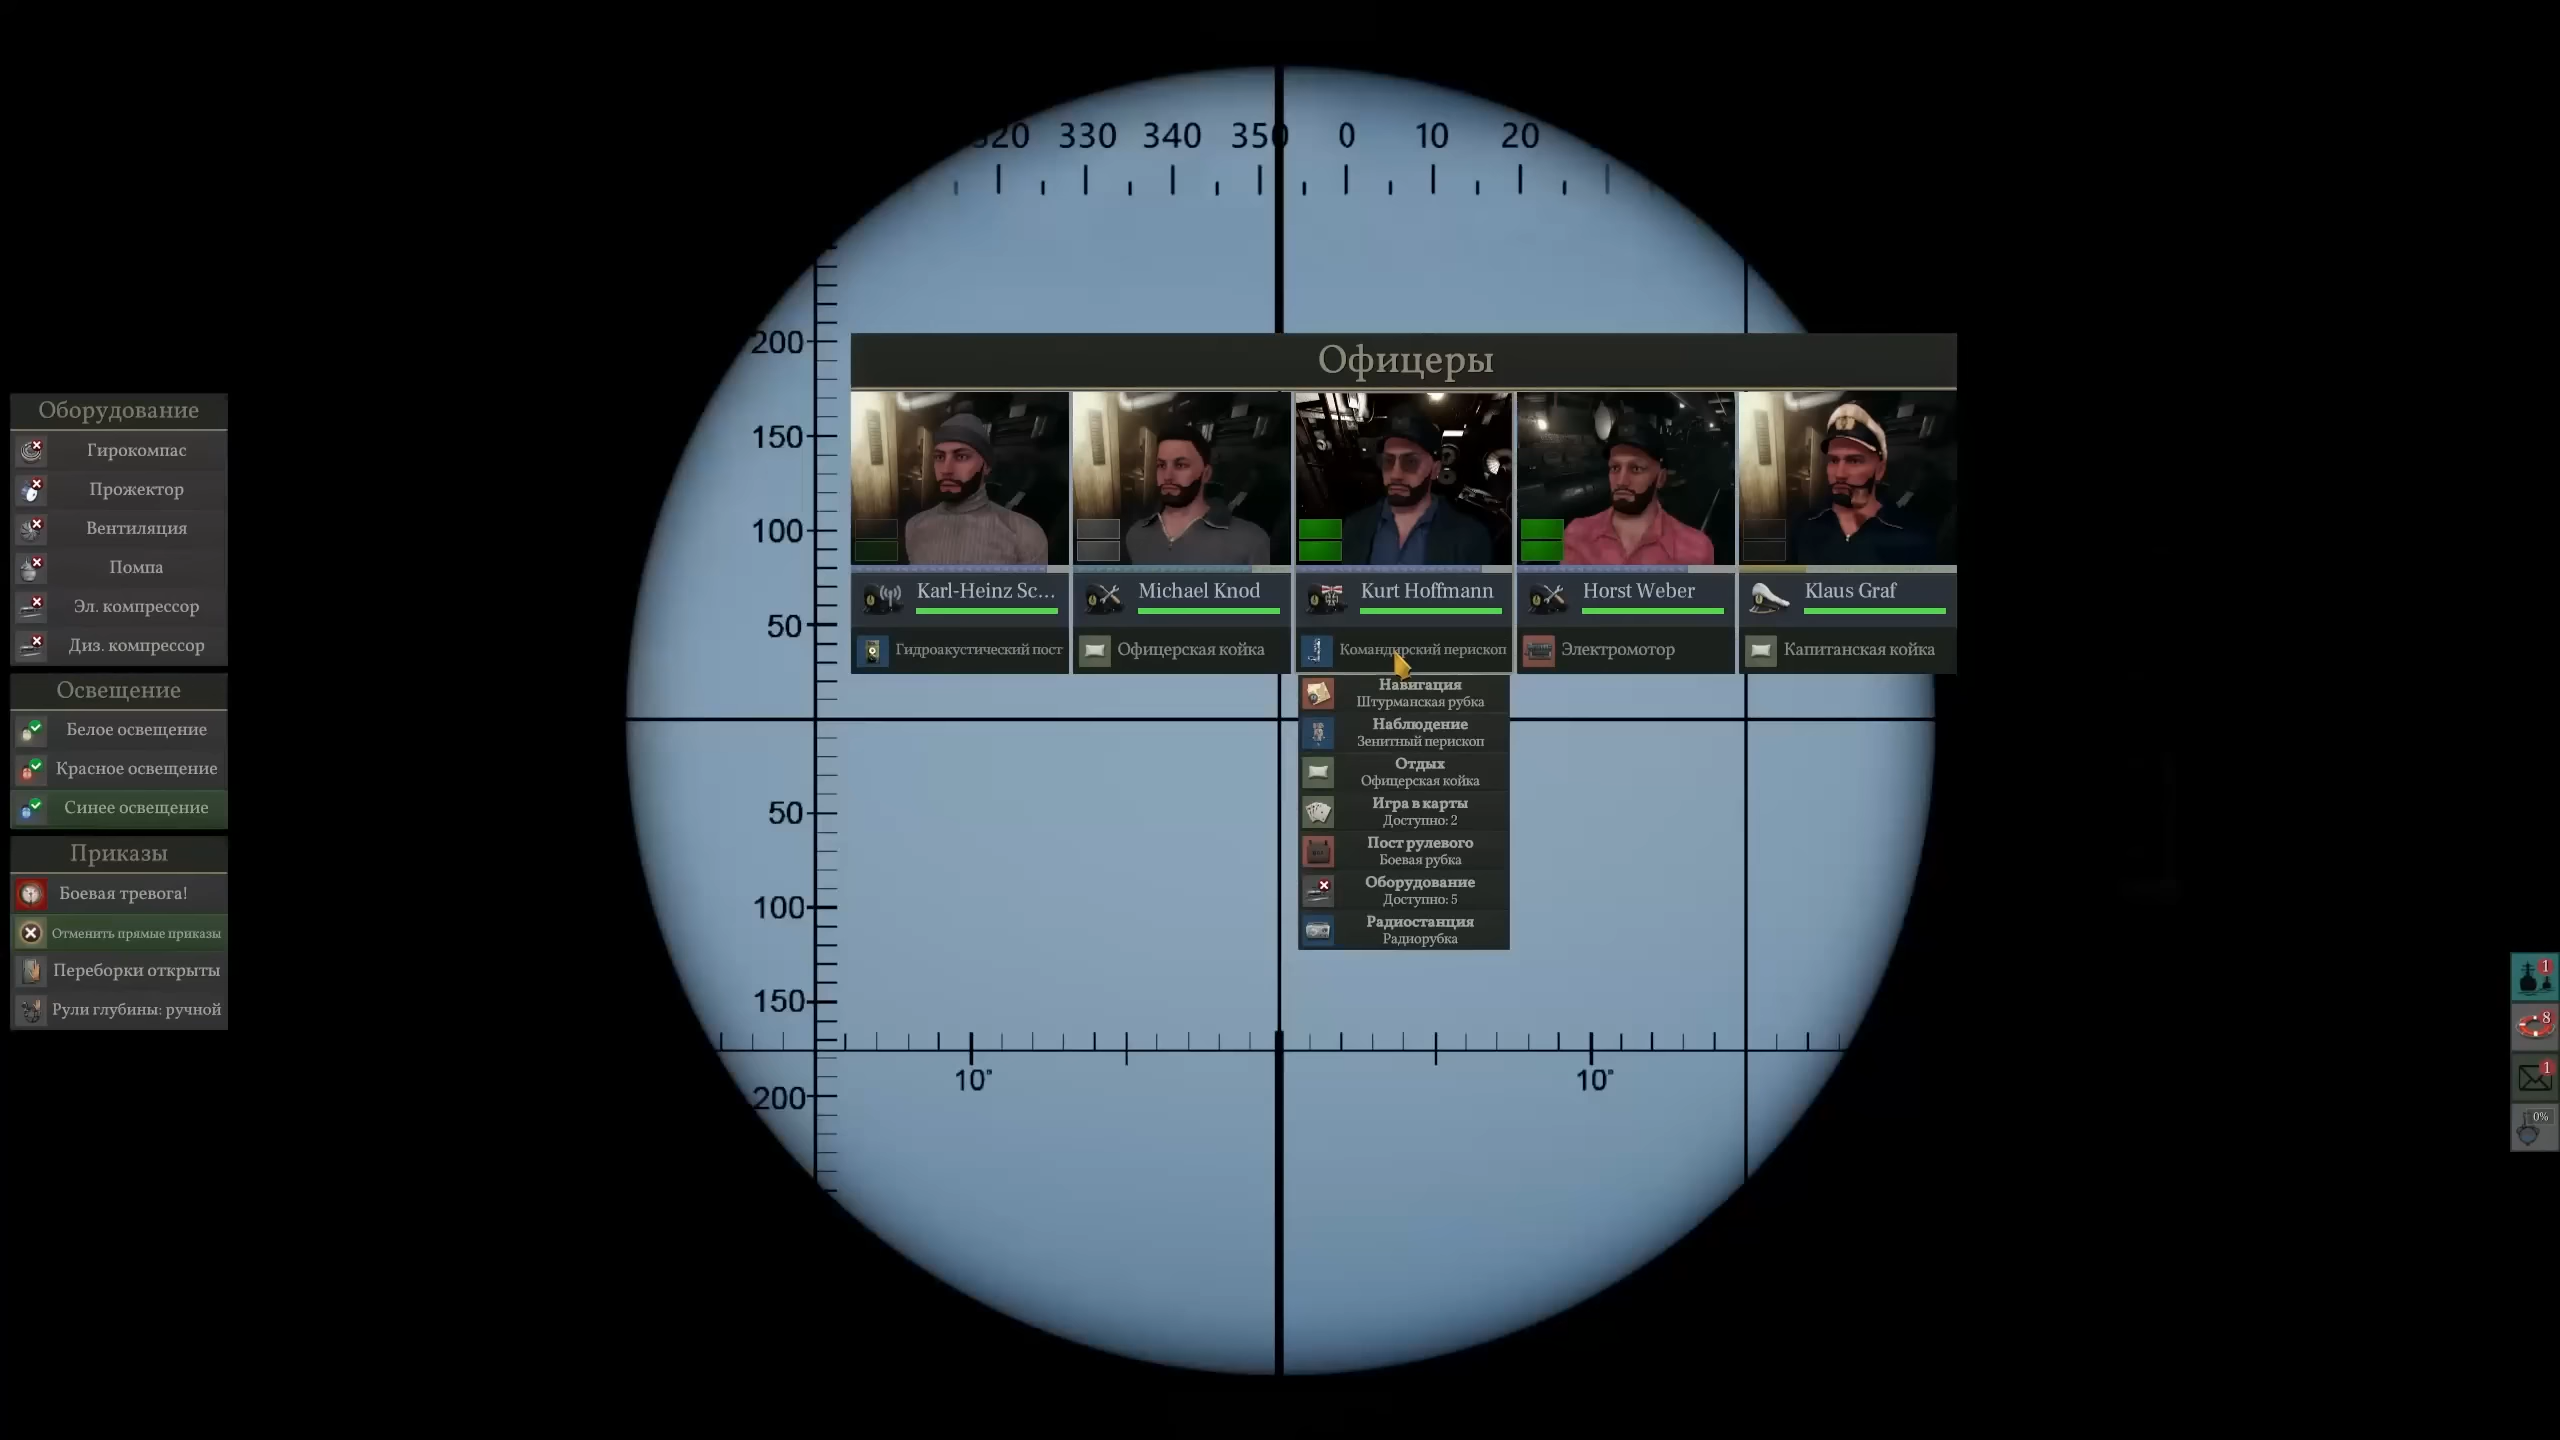 320 330 340 350 0 10 20
200
150
100
50
50
100
150
200
10°
10°
Офицеры
Karl-Heinz Sc...
Michael Knod
Kurt Hoffmann
Horst Weber
Klaus Graf
Гидроакустический пост
Офицерская койка
Командирский перископ
Электромотор
Капитанская койка
Навигация
Штурманская рубка
Наблюдение
Зенитный перископ
Отдых
Офицерская койка
Игра в карты
Доступно: 2
Пост рулевого
Боевая рубка
Оборудование
Доступно: 5
Радиостанция
Радиорубка
Оборудование
Гирокомпас
Прожектор
Вентиляция
Помпа
Эл. компрессор
Диз. компрессор
Освещение
Белое освещение
Красное освещение
Синее освещение
Приказы
Боевая тревога!
Отменить прямые приказы
Переборки открыты
Рули глубины: ручной
1
8
1
0%